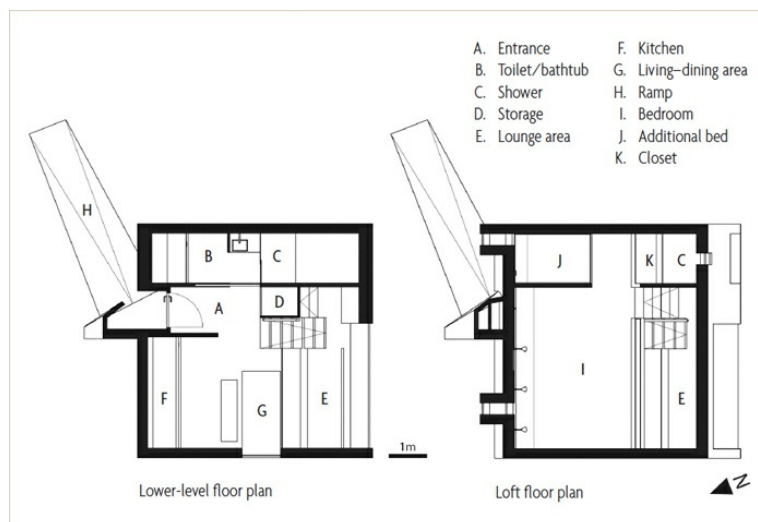 A. Entrance
B. Toilet/bathtub
C. Shower
D. Storage
E. Lounge area
F. Kitchen
G. Living–dining area
H. Ramp
I. Bedroom
J. Additional bed
K. Closet
H
B
C
A
D
F
G
E
1m
Lower-level floor plan
J
K
C
I
E
Loft floor plan
N